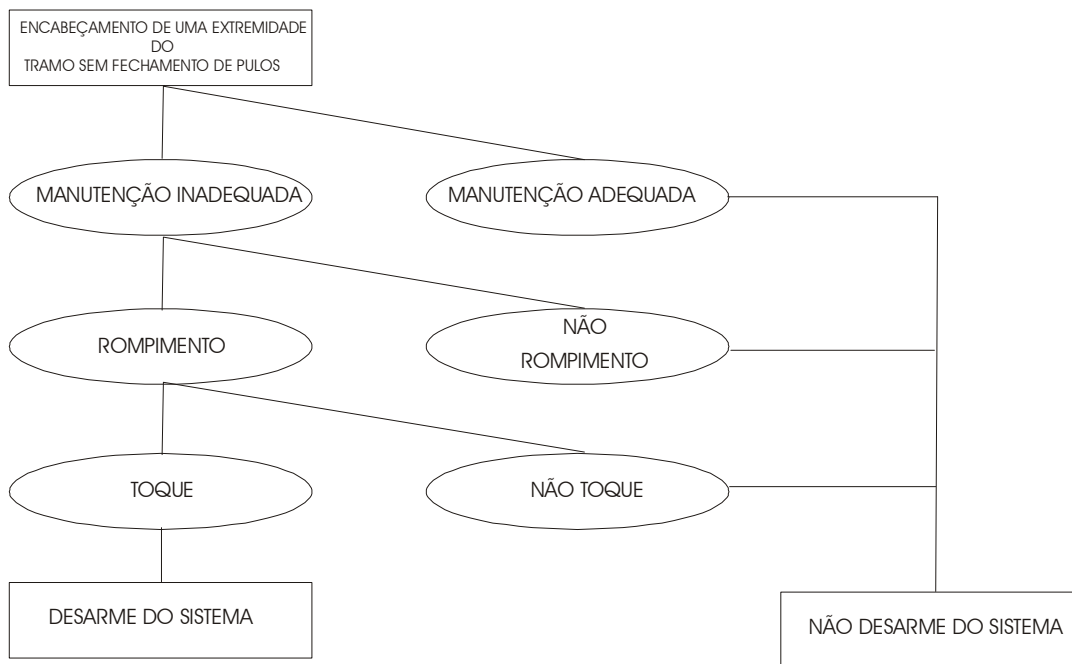 ENCABEÇAMENTO DE UMA EXTREMIDADE
DO
TRAMO SEM FECHAMENTO DE PULOS
MANUTENÇÃO INADEQUADA
MANUTENÇÃO ADEQUADA
ROMPIMENTO
NÃO
ROMPIMENTO
TOQUE
NÃO TOQUE
DESARME DO SISTEMA
NÃO DESARME DO SISTEMA